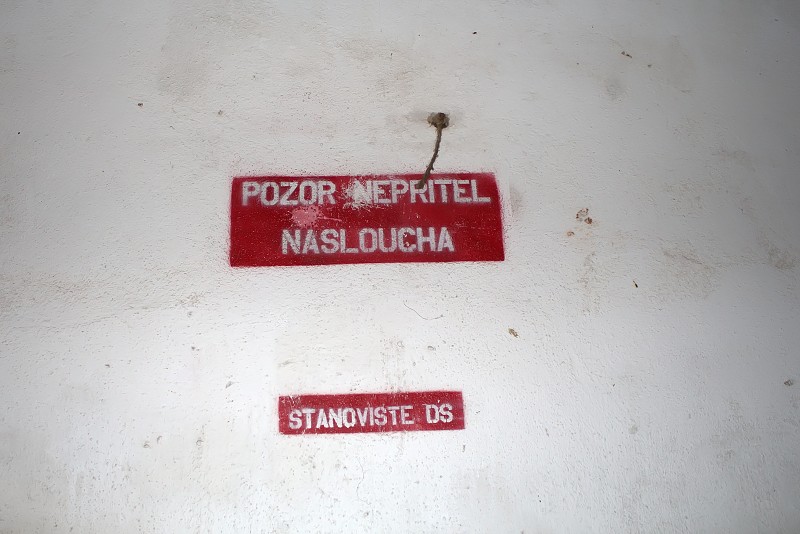 POZOR NEPRITEL
NASLOUCHA
STANOVISTE DS